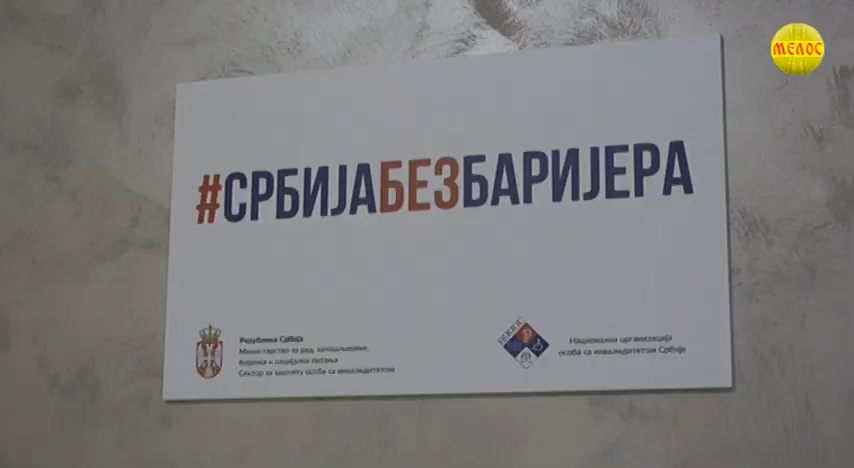 МЕЛОС
#СРБИЈАБЕЗБАРИЈЕРА
Република Србија
Министарство за рад, запошљавање,
борачка и социјална питања
Сектор за заштиту особа са инвалидитетом
НООИС
Национална организација
особа са инвалидитетом Србије